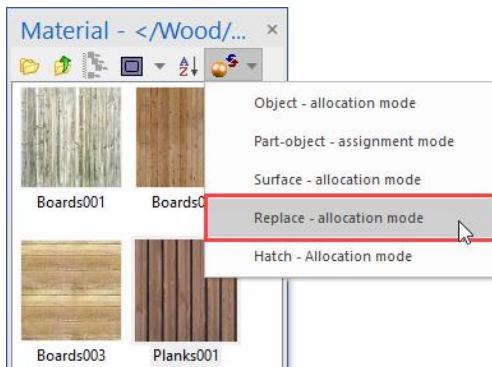 Material - </Wood/...
Object - allocation mode
Part-object - assignment mode
Surface - allocation mode
Boards001
Replace - allocation mode
Hatch - Allocation mode
Boards003
Planks001